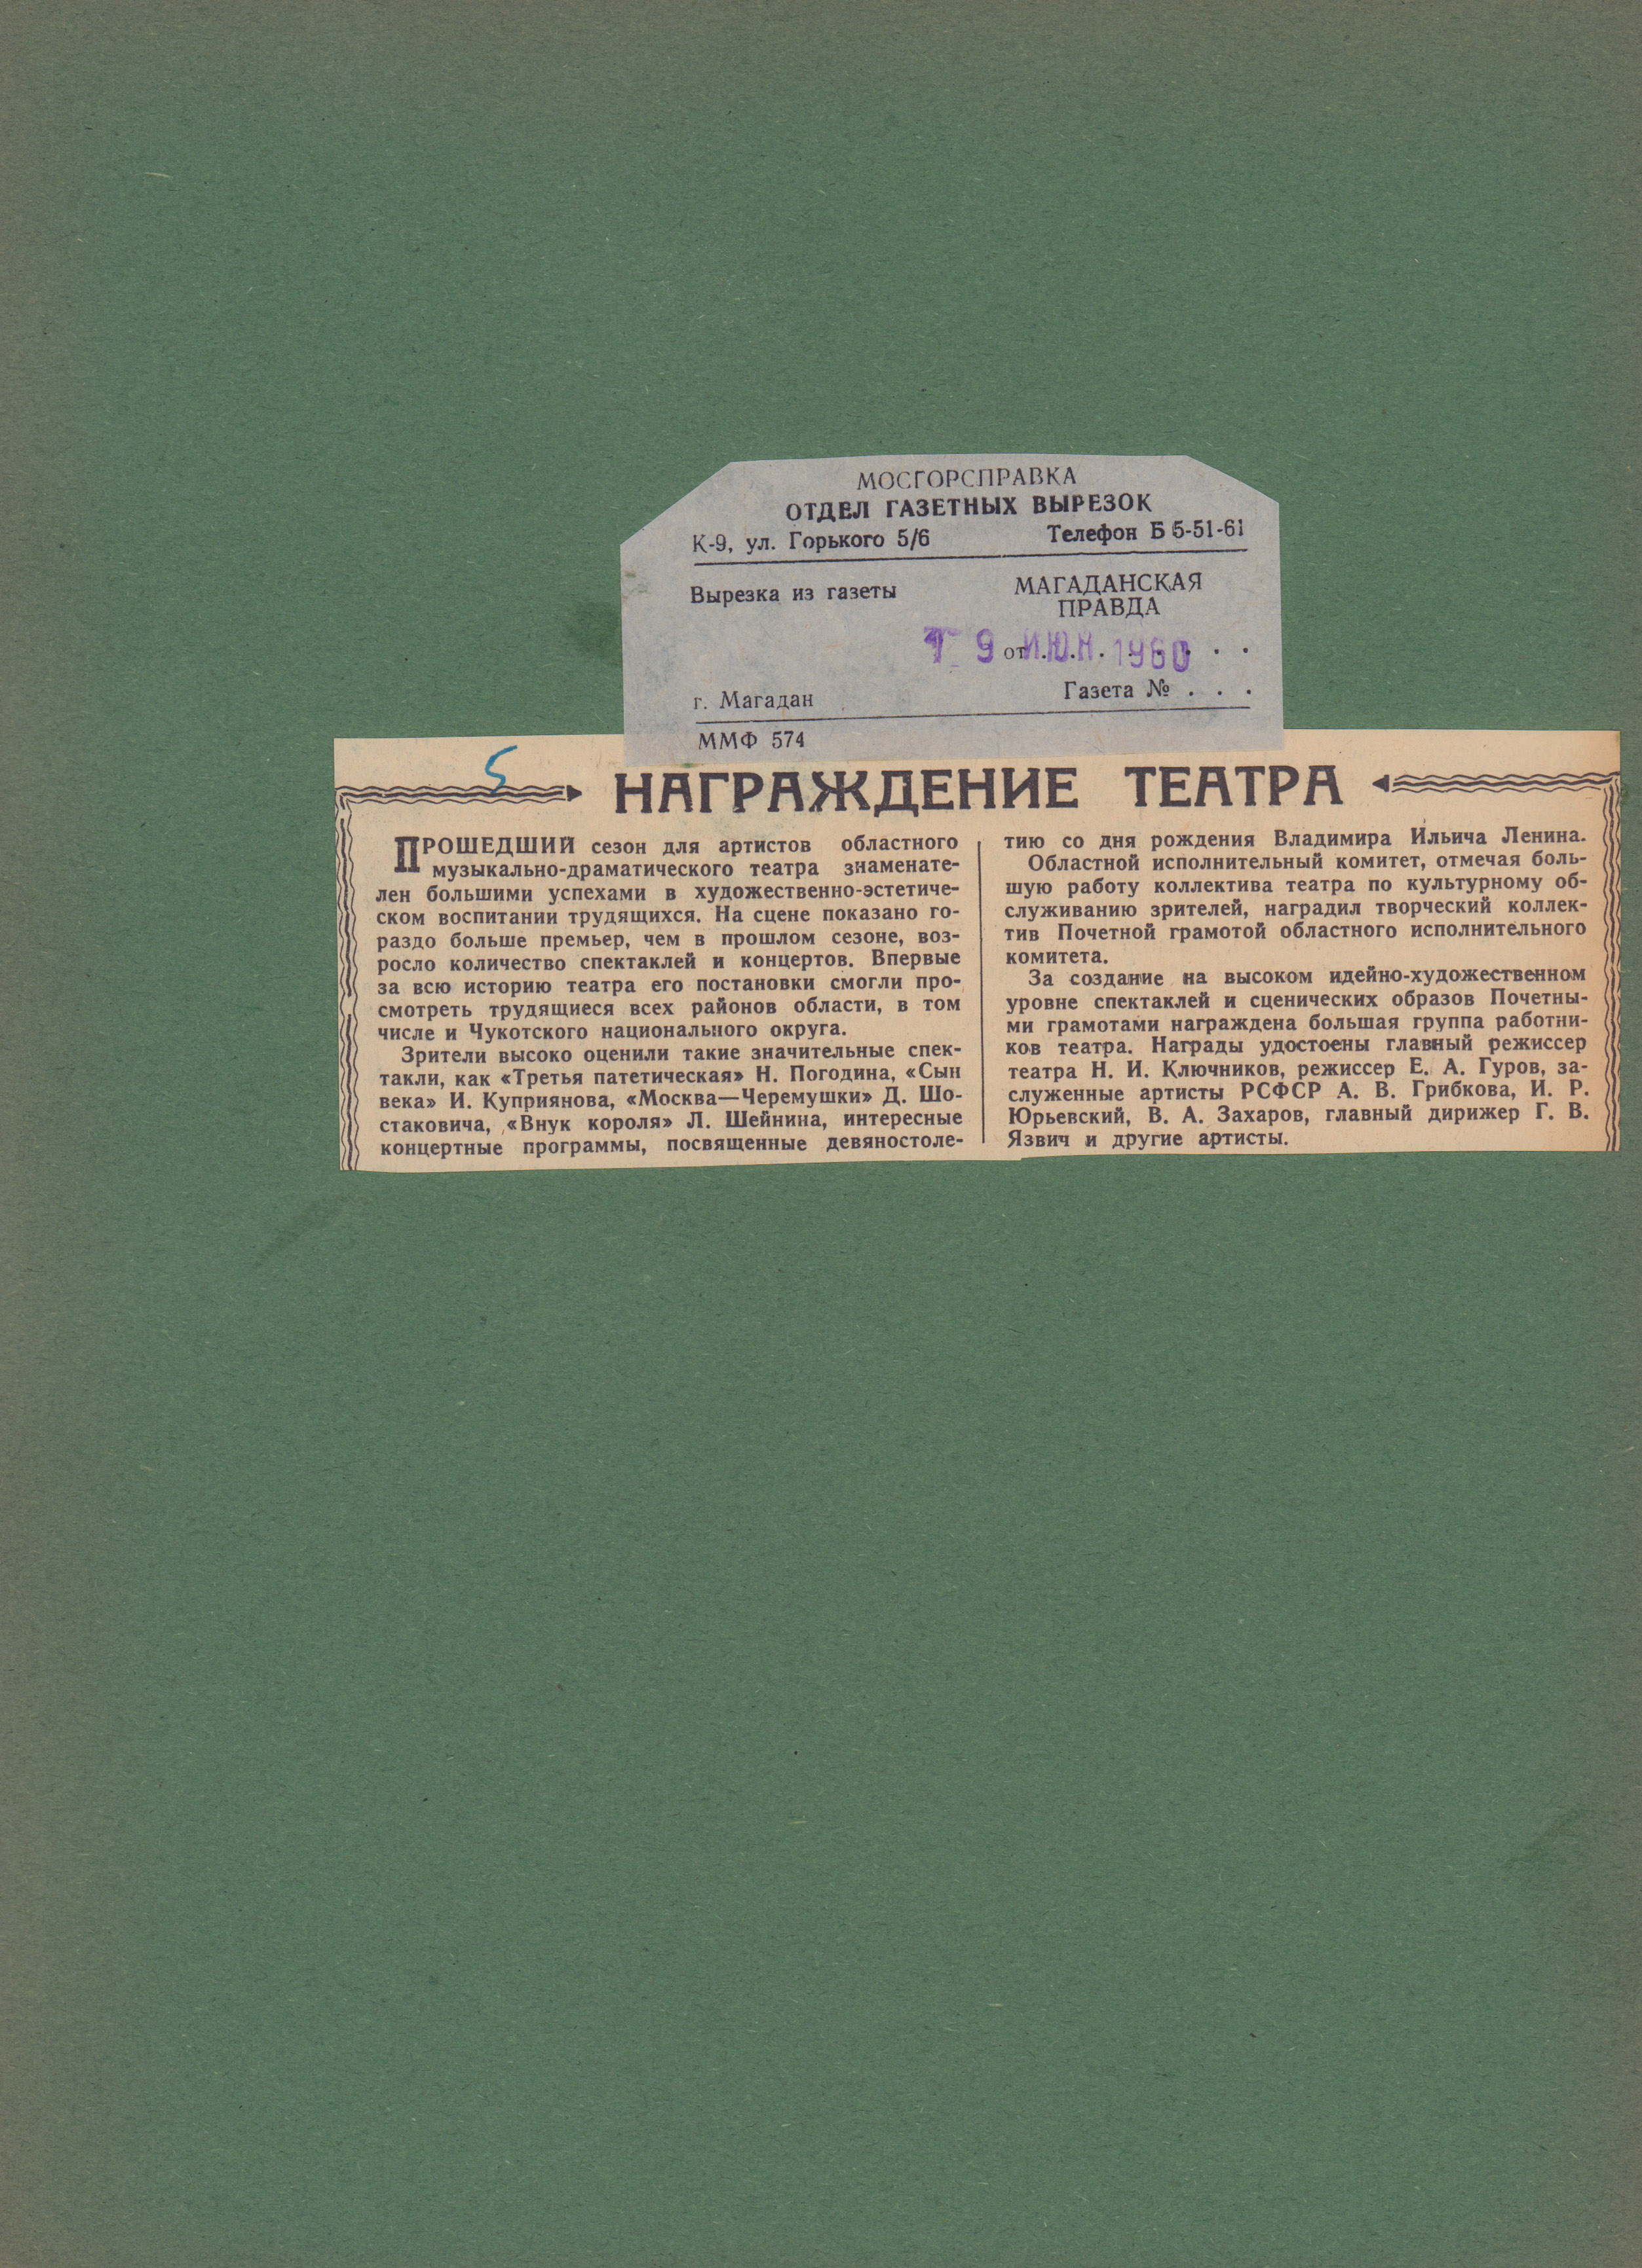 МОСГОРСПРАВКА
ОТДЕЛ ГАЗЕТНЫХ ВЫРЕЗОК
К-9, ул. Горького 5/6 Телефон Б 5-51-61
Вырезка из газеты МАГАДАНСКАЯ
ПРАВДА
9 от ИЮН 1960 . .
г. Магадан Газета № . . .
ММФ 574
5
НАГРАЖДЕНИЕ ТЕАТРА
ПРОШЕДШИЙ сезон для артистов областного
музыкально-драматического театра знаменате-
лен большими успехами в художественно-эстетиче-
ском воспитании трудящихся. На сцене показано го-
раздо больше премьер, чем в прошлом сезоне, воз-
росло количество спектаклей и концертов. Впервые
за всю историю театра его постановки смогли про-
смотреть трудящиеся всех районов области, в том
числе и Чукотского национального округа.
Зрители высоко оценили такие значительные спек-
такли, как «Третья патетическая» Н. Погодина, «Сын
века» И. Куприянова, «Москва—Черемушки» Д. Шо-
стаковича, «Внук короля» Л. Шейнина, интересные
концертные программы, посвященные девяностоле-
тию со дня рождения Владимира Ильича Ленина.
Областной исполнительный комитет, отмечая боль-
шую работу коллектива театра по культурному об-
служиванию зрителей, наградил творческий коллек-
тив Почетной грамотой областного исполнительного
комитета.
За создание на высоком идейно-художественном
уровне спектаклей и сценических образов Почетны-
ми грамотами награждена большая группа работни-
ков театра. Награды удостоены главный режиссер
театра Н. И. Ключников, режиссер Е. А. Гуров, за-
служенные артисты РСФСР А. В. Грибкова, И. Р.
Юрьевский, В. А. Захаров, главный дирижер Г. В.
Язвич и другие артисты.